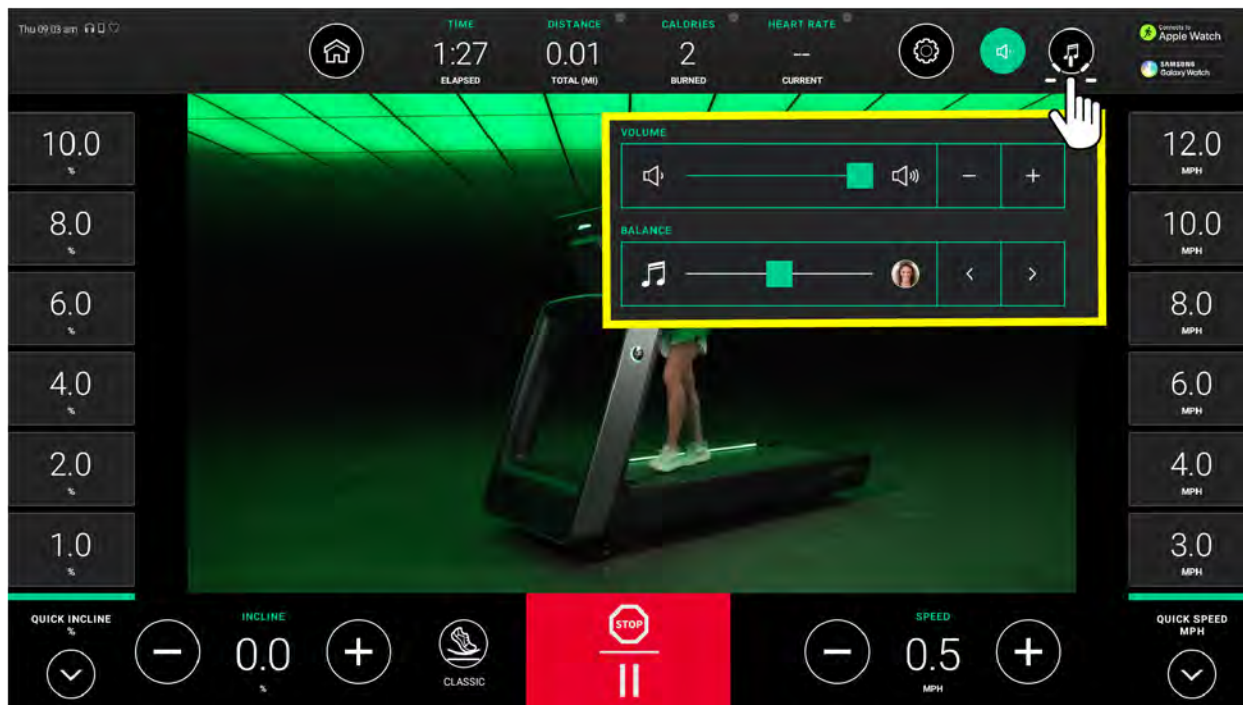 Thu 09:03 am
TIME
1:27
ELAPSED
DISTANCE
0.01
TOTAL (MI)
CALORIES
2
BURNED
HEART RATE
--
CURRENT
Connects to
Apple Watch
SAMSUNG
Galaxy Watch
10.0
%
8.0
%
6.0
%
4.0
%
2.0
%
1.0
%
QUICK INCLINE
%
VOLUME
− +
BALANCE
< >
12.0
MPH
10.0
MPH
8.0
MPH
6.0
MPH
4.0
MPH
3.0
MPH
QUICK SPEED
MPH
INCLINE
− 0.0 +
%
CLASSIC
STOP
SPEED
− 0.5 +
MPH